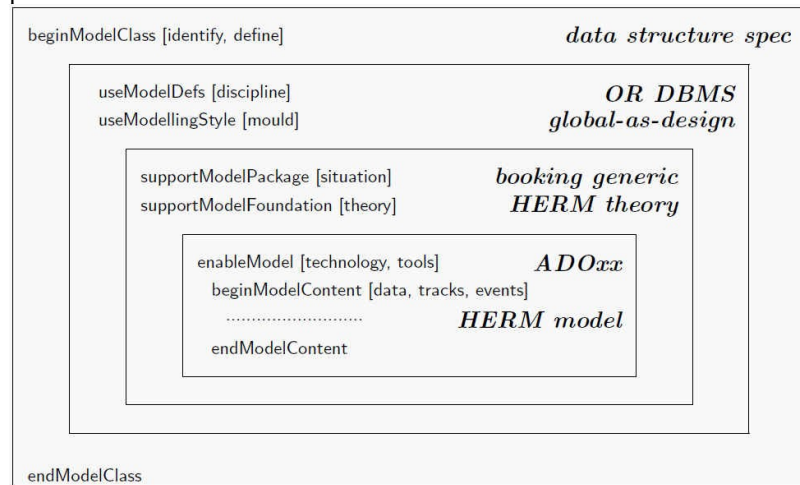 beginModelClass [identify, define] data structure spec
useModelDefs [discipline] OR DBMS
useModellingStyle [mould] global-as-design
supportModelPackage [situation] booking generic
supportModelFoundation [theory] HERM theory
enableModel [technology, tools] ADOxx
beginModelContent [data, tracks, events]
........................... HERM model
endModelContent
endModelClass